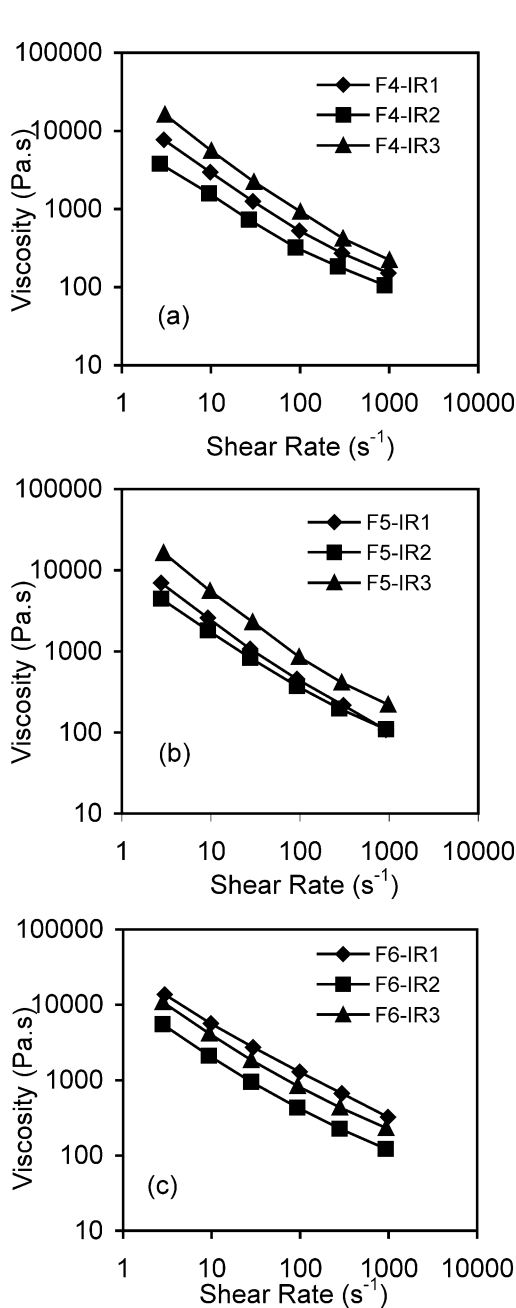 100000
10000
1000
100
10
Viscosity (Pa.s)
F4-IR1
F4-IR2
F4-IR3
(a)
1 10 100 1000 10000
Shear Rate (s⁻¹)
100000
10000
1000
100
10
Viscosity (Pa.s)
F5-IR1
F5-IR2
F5-IR3
(b)
1 10 100 1000 10000
Shear Rate (s⁻¹)
100000
10000
1000
100
10
Viscosity (Pa.s)
F6-IR1
F6-IR2
F6-IR3
(c)
1 10 100 1000 10000
Shear Rate (s⁻¹)